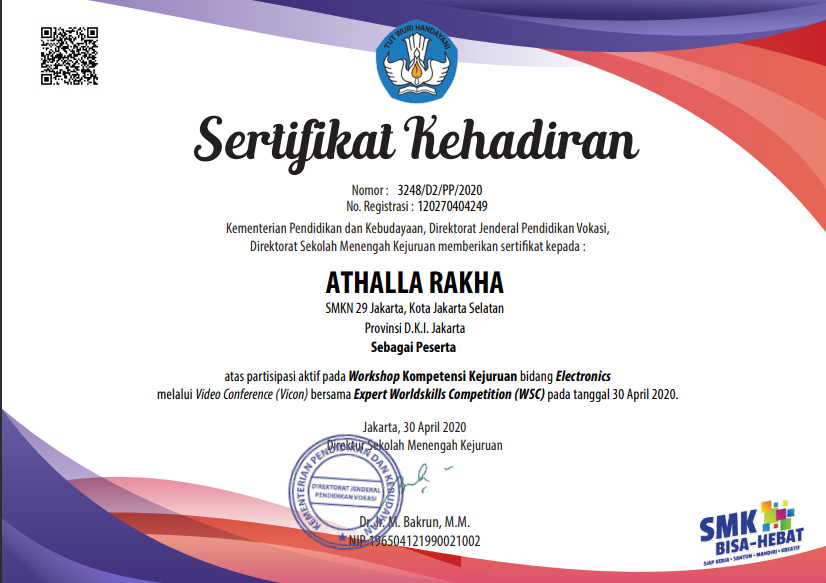 TUT WURI HANDAYANI
Sertifikat Kehadiran
Nomor : 3248/D2/PP/2020
No. Registrasi : 120270404249
Kementerian Pendidikan dan Kebudayaan, Direktorat Jenderal Pendidikan Vokasi,
Direktorat Sekolah Menengah Kejuruan memberikan sertifikat kepada :
ATHALLA RAKHA
SMKN 29 Jakarta, Kota Jakarta Selatan
Provinsi D.K.I. Jakarta
Sebagai Peserta
atas partisipasi aktif pada Workshop Kompetensi Kejuruan bidang Electronics
melalui Video Conference (Vicon) bersama Expert Worldskills Competition (WSC) pada tanggal 30 April 2020.
Jakarta, 30 April 2020
Direktur Sekolah Menengah Kejuruan
KEMENTERIAN PENDIDIKAN DAN KEBUDAYAAN
DIREKTORAT JENDERAL
PENDIDIKAN VOKASI
Dr. Ir. M. Bakrun, M.M.
NIP 196504121990021002
SMK
BISA-HEBAT
SIAP KERJA • SANTUN • MANDIRI • KREATIF